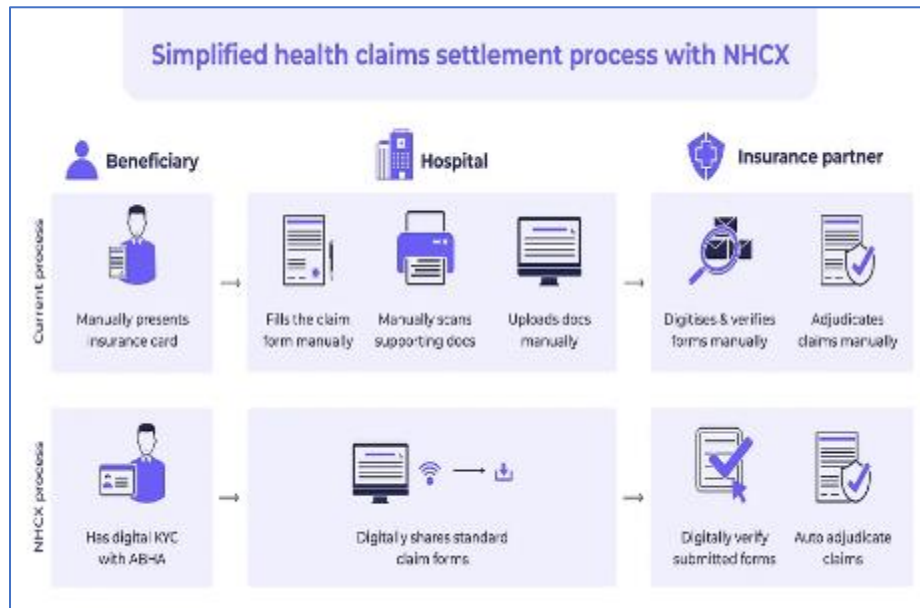 Simplified health claims settlement process with NHCX
Beneficiary
Hospital
Insurance partner
Current process
Manually presents
insurance card
Fills the claim
form manually
Manually scans
supporting docs
Uploads docs
manually
Digitises & verifies
forms manually
Adjudicates
claims manually
NHCX process
Has digital KYC
with ABHA
Digitally shares standard
claim forms
Digitally verify
submitted forms
Auto adjudicate
claims